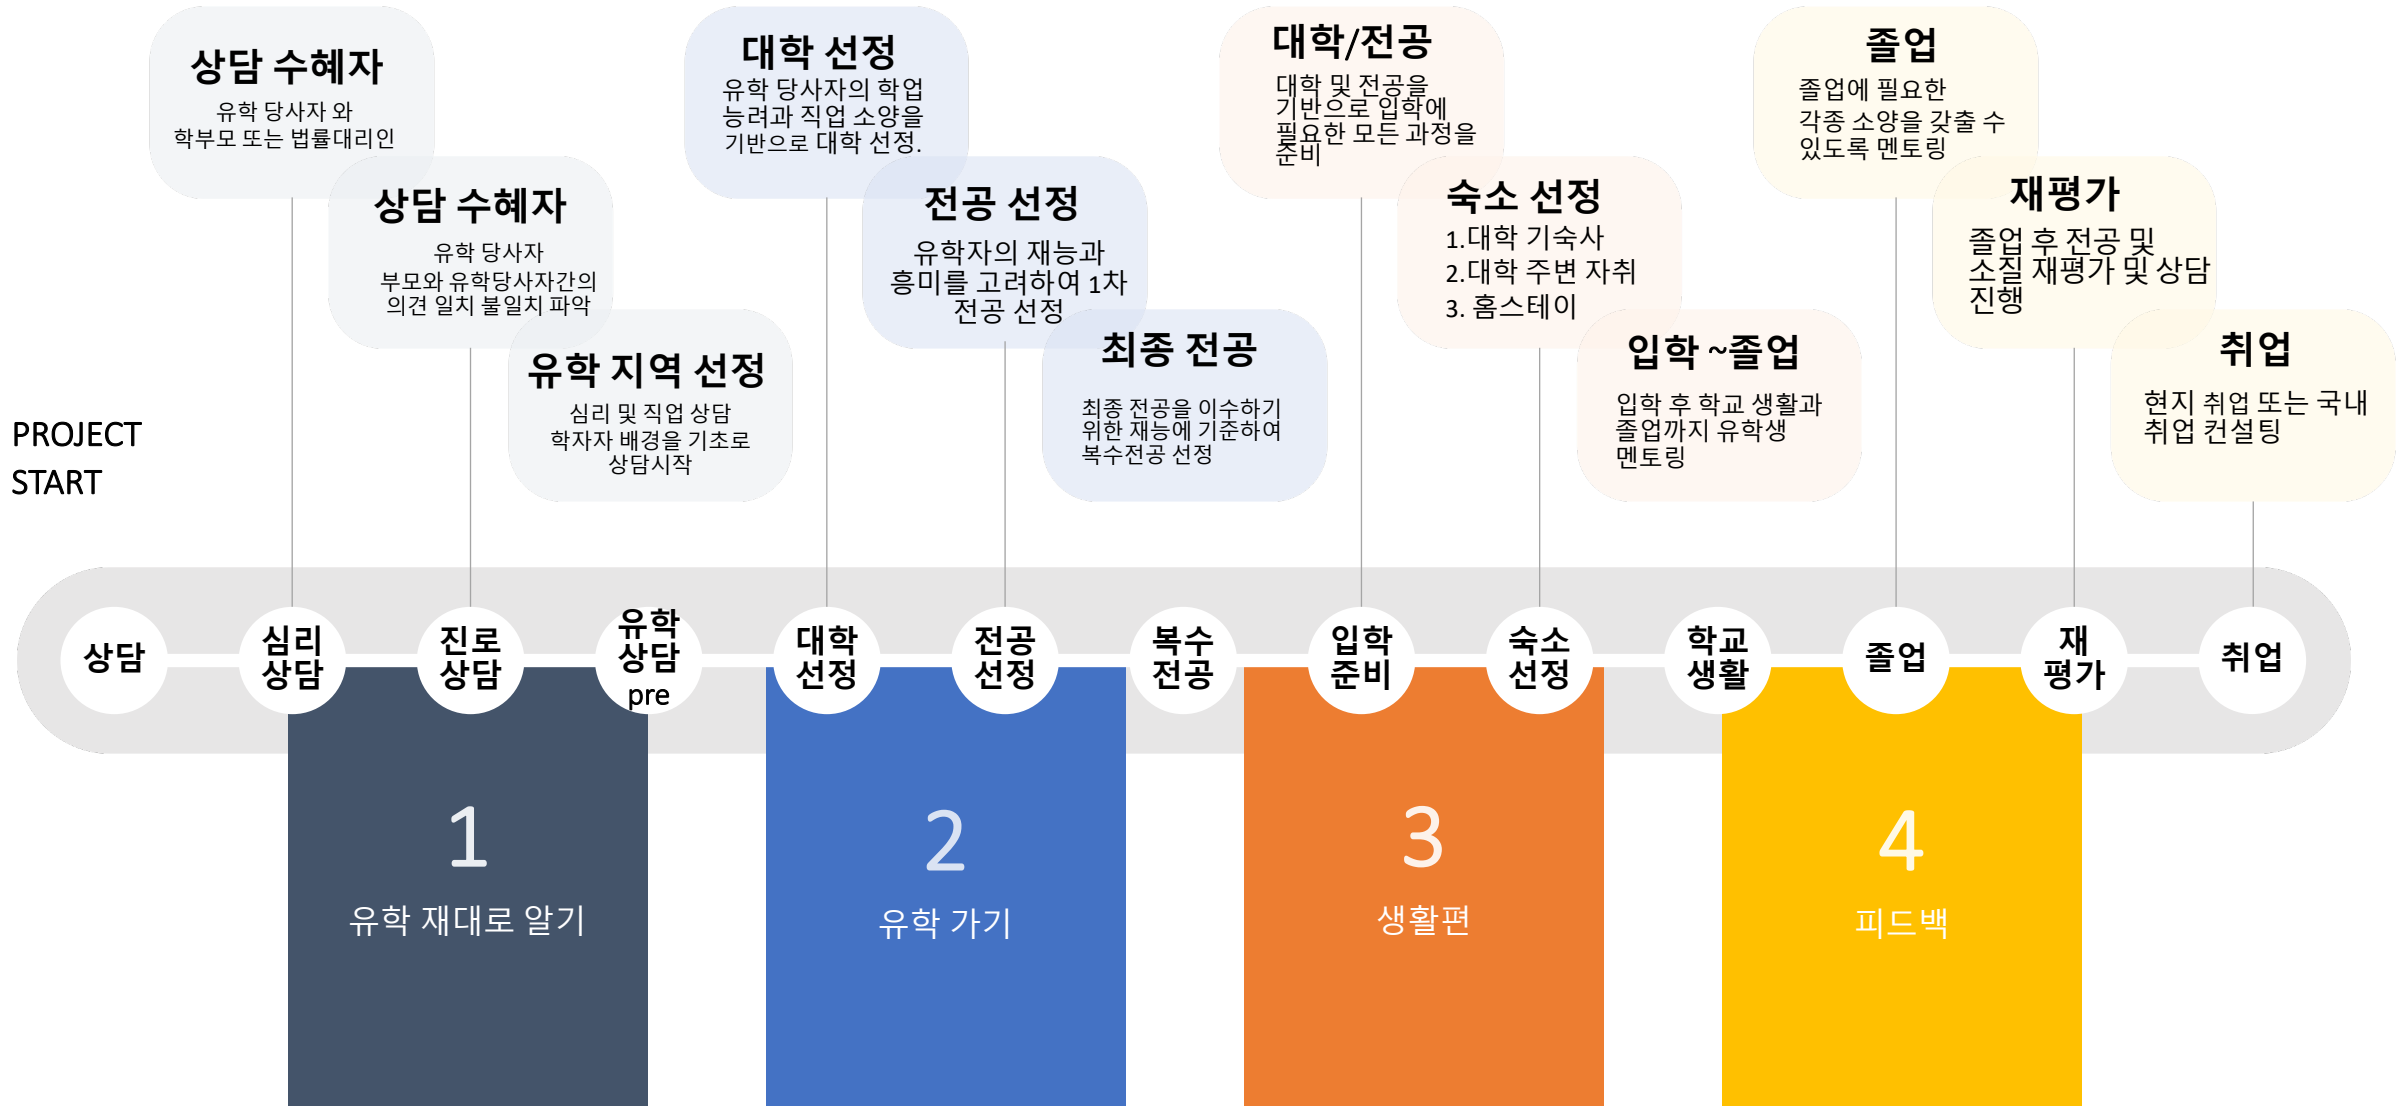 상담 수혜자
유학 당사자 와
학부모 또는 법률대리인
상담 수혜자
유학 당사자
부모와 유학당사자간의
의견 일치 불일치 파악
유학 지역 선정
심리 및 직업 상담
학자자 배경을 기초로
상담시작
대학 선정
유학 당사자의 학업
능려과 직업 소양을
기반으로 대학 선정.
전공 선정
유학자의 재능과
흥미를 고려하여 1차
전공 선정
최종 전공
최종 전공을 이수하기
위한 재능에 기준하여
복수전공 선정
대학/전공
대학 및 전공을
기반으로 입학에
필요한 모든 과정을
준비
숙소 선정
1.대학 기숙사
2.대학 주변 자취
3. 홈스테이
입학 ~졸업
입학 후 학교 생활과
졸업까지 유학생
멘토링
졸업
졸업에 필요한
각종 소양을 갖출 수
있도록 멘토링
재평가
졸업 후 전공 및
소질 재평가 및 상담
진행
취업
현지 취업 또는 국내
취업 컨설팅
PROJECT
START
상담
심리
상담
진로
상담
유학
상담
pre
대학
선정
전공
선정
복수
전공
입학
준비
숙소
선정
학교
생활
졸업
재
평가
취업
1
유학 재대로 알기
2
유학 가기
3
생활편
4
피드백